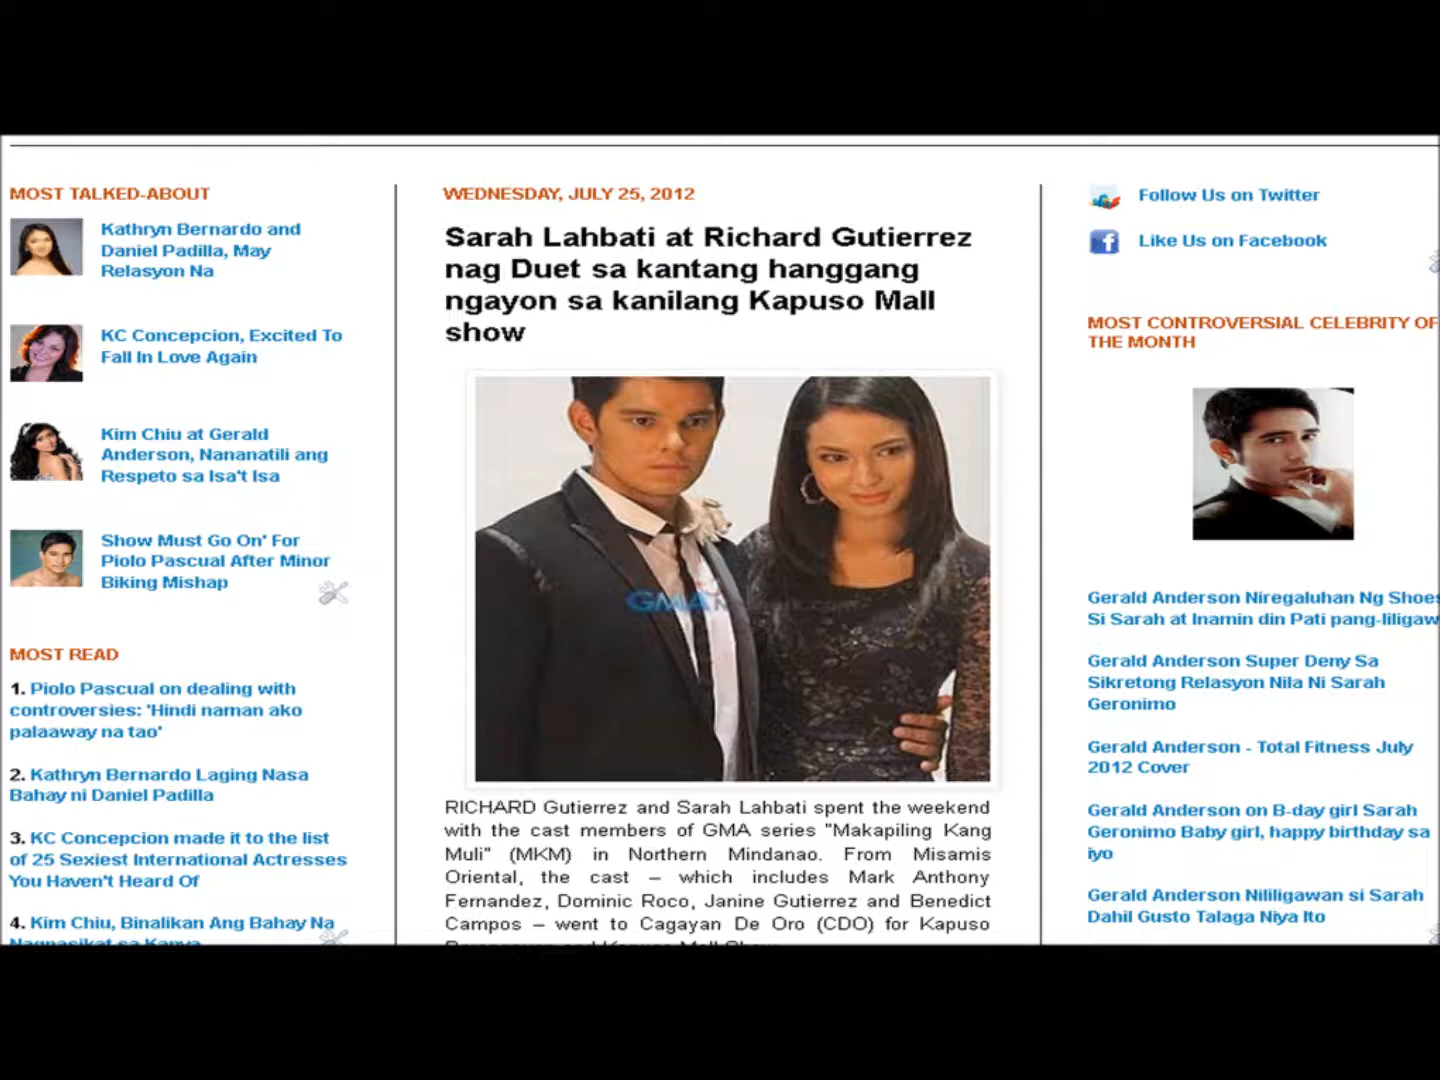 MOST TALKED-ABOUT
Kathryn Bernardo and
Daniel Padilla, May
Relasyon Na
KC Concepcion, Excited To
Fall In Love Again
Kim Chiu at Gerald
Anderson, Nananatili ang
Respeto sa Isa't Isa
Show Must Go On' For
Piolo Pascual After Minor
Biking Mishap
MOST READ
1. Piolo Pascual on dealing with
controversies: 'Hindi naman ako
palaaway na tao'
2. Kathryn Bernardo Laging Nasa
Bahay ni Daniel Padilla
3. KC Concepcion made it to the list
of 25 Sexiest International Actresses
You Haven't Heard Of
4. Kim Chiu, Binalikan Ang Bahay Na
WEDNESDAY, JULY 25, 2012
Sarah Lahbati at Richard Gutierrez
nag Duet sa kantang hanggang
ngayon sa kanilang Kapuso Mall
show
GMA
RICHARD Gutierrez and Sarah Lahbati spent the weekend
with the cast members of GMA series "Makapiling Kang
Muli" (MKM) in Northern Mindanao. From Misamis
Oriental, the cast – which includes Mark Anthony
Fernandez, Dominic Roco, Janine Gutierrez and Benedict
Campos – went to Cagayan De Oro (CDO) for Kapuso
Follow Us on Twitter
Like Us on Facebook
MOST CONTROVERSIAL CELEBRITY OF
THE MONTH
Gerald Anderson Niregaluhan Ng Shoes
Si Sarah at Inamin din Pati pang-liligaw
Gerald Anderson Super Deny Sa
Sikretong Relasyon Nila Ni Sarah
Geronimo
Gerald Anderson - Total Fitness July
2012 Cover
Gerald Anderson on B-day girl Sarah
Geronimo Baby girl, happy birthday sa
iyo
Gerald Anderson Nililigawan si Sarah
Dahil Gusto Talaga Niya Ito